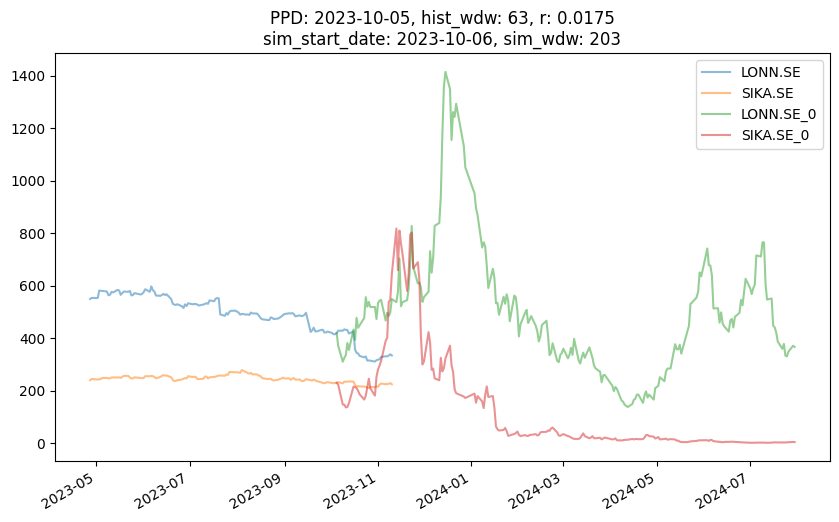 PPD: 2023-10-05, hist_wdw: 63, r: 0.0175
sim_start_date: 2023-10-06, sim_wdw: 203
LONN.SE
SIKA.SE
LONN.SE_0
SIKA.SE_0
1400
1200
1000
800
600
400
200
0
2023-05
2023-07
2023-09
2023-11
2024-01
2024-03
2024-05
2024-07